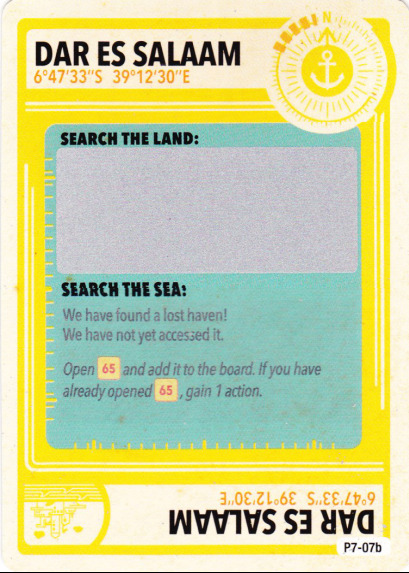 DAR ES SALAAM
6°47'33"S 39°12'30"E
N
SEARCH THE LAND:
SEARCH THE SEA:
We have found a lost haven!
We have not yet accessed it.
Open 65 and add it to the board. If you have
already opened 65, gain 1 action.
6°47'33"S 39°12'30"E
DAR ES SALAAM
P7-07b